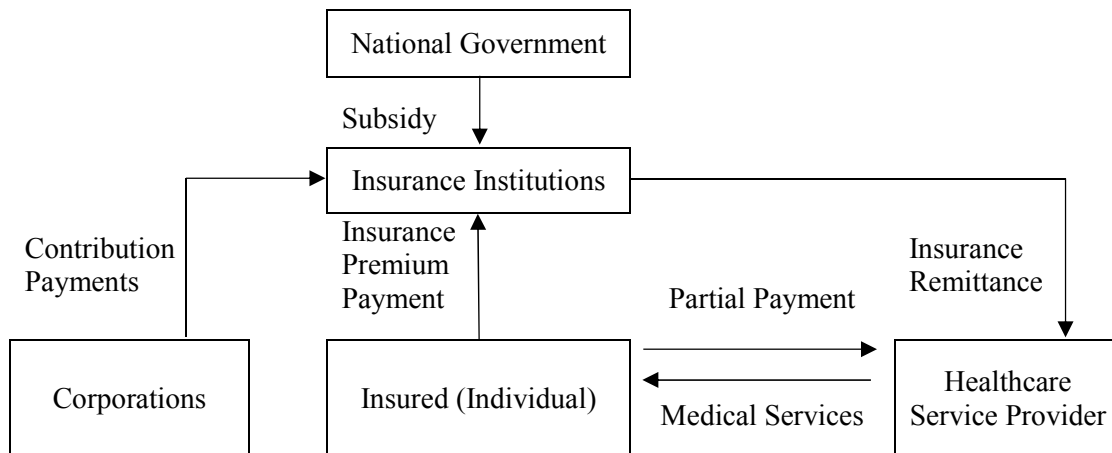 National Government
Subsidy
Insurance Institutions
Contribution
Payments
Insurance
Premium
Payment
Insurance
Remittance
Partial Payment
Corporations
Insured (Individual)
Medical Services
Healthcare
Service Provider